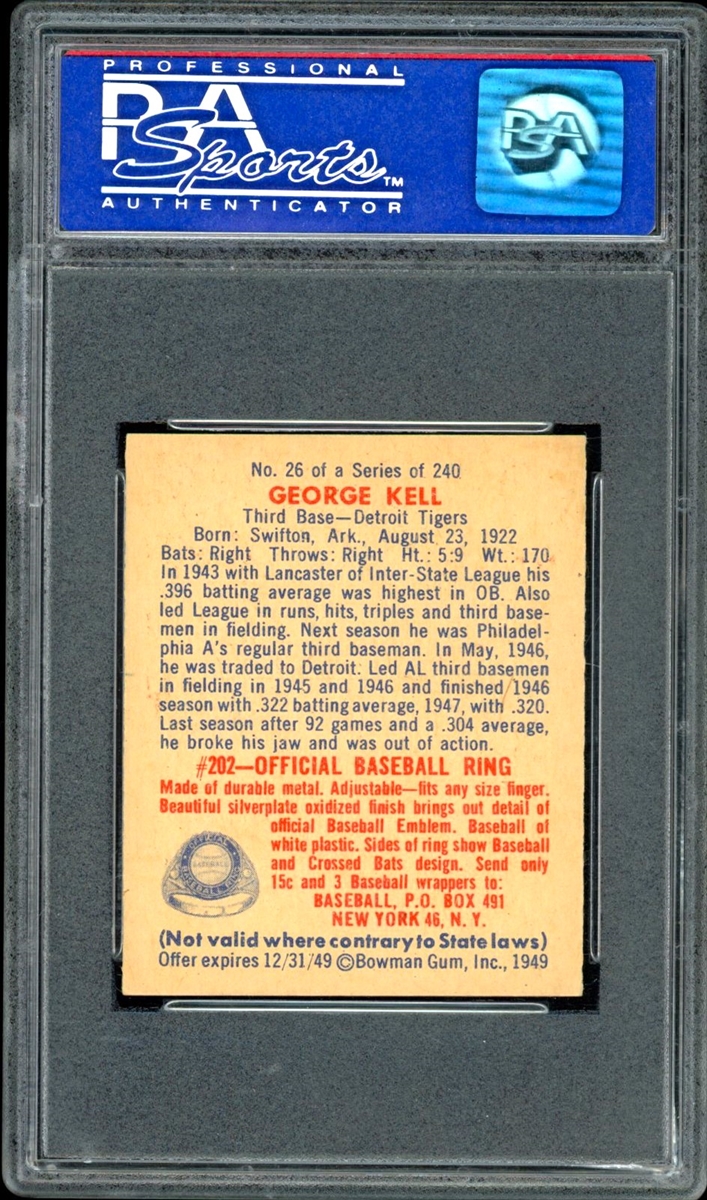 PROFESSIONAL
PSA
Sports™
AUTHENTICATOR
PSA
No. 26 of a Series of 240
GEORGE KELL
Third Base—Detroit Tigers
Born: Swifton, Ark., August 23, 1922
Bats: Right Throws: Right Ht.: 5:9 Wt.: 170
In 1943 with Lancaster of Inter-State League his
.396 batting average was highest in OB. Also
led League in runs, hits, triples and third base-
men in fielding. Next season he was Philadel-
phia A's regular third baseman. In May, 1946,
he was traded to Detroit. Led AL third basemen
in fielding in 1945 and 1946 and finished 1946
season with .322 batting average, 1947, with .320.
Last season after 92 games and a .304 average,
he broke his jaw and was out of action.
#202—OFFICIAL BASEBALL RING
Made of durable metal. Adjustable—fits any size finger.
Beautiful silverplate oxidized finish brings out detail of
official Baseball Emblem. Baseball of
white plastic. Sides of ring show Baseball
and Crossed Bats design. Send only
15c and 3 Baseball wrappers to:
BASEBALL, P.O. BOX 491
NEW YORK 46, N. Y.
OFFICIAL
BASEBALL
BASEBALL RING
(Not valid where contrary to State laws)
Offer expires 12/31/49 ©Bowman Gum, Inc., 1949